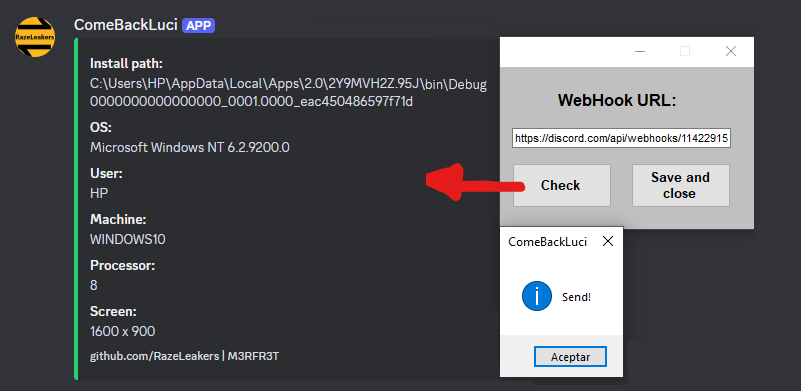 ComeBackLuci APP
RazeLeakers
Install path:
C:\Users\HP\AppData\Local\Apps\2.0\2Y9MVH2Z.95J\bin\Debug
0000000000000000_0001.0000_eac450486597f71d
OS:
Microsoft Windows NT 6.2.9200.0
User:
HP
Machine:
WINDOWS10
Processor:
8
Screen:
1600 x 900
github.com/RazeLeakers | M3RFR3T
WebHook URL:
https://discord.com/api/webhooks/11422915
Check
Save and
close
ComeBackLuci
Send!
Aceptar